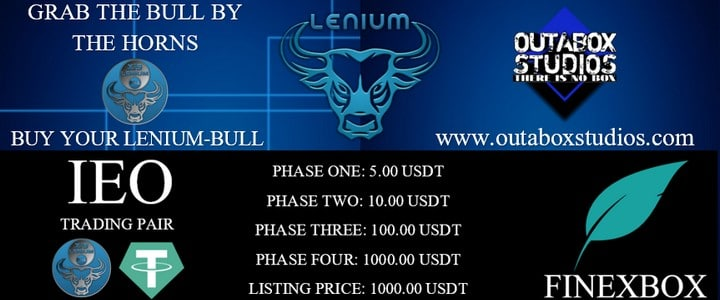 GRAB THE BULL BY
THE HORNS
BUY YOUR LENIUM-BULL
LENIUM
OUTABOX
STUDIOS
THERE IS NO BOX
www.outaboxstudios.com
IEO
TRADING PAIR
PHASE ONE: 5.00 USDT
PHASE TWO: 10.00 USDT
PHASE THREE: 100.00 USDT
PHASE FOUR: 1000.00 USDT
LISTING PRICE: 1000.00 USDT
FINEXBOX